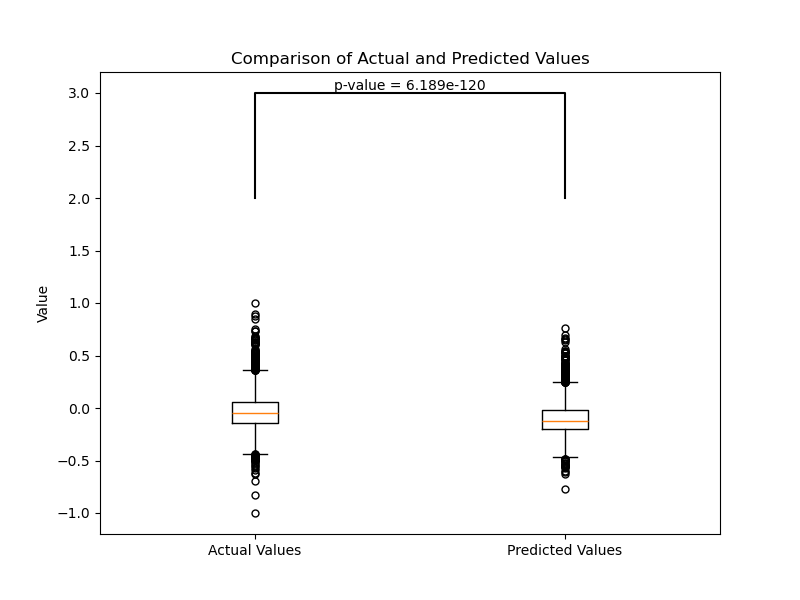 Comparison of Actual and Predicted Values
p-value = 6.189e-120
3.0
2.5
2.0
1.5
1.0
0.5
0.0
−0.5
−1.0
Value
Actual Values
Predicted Values